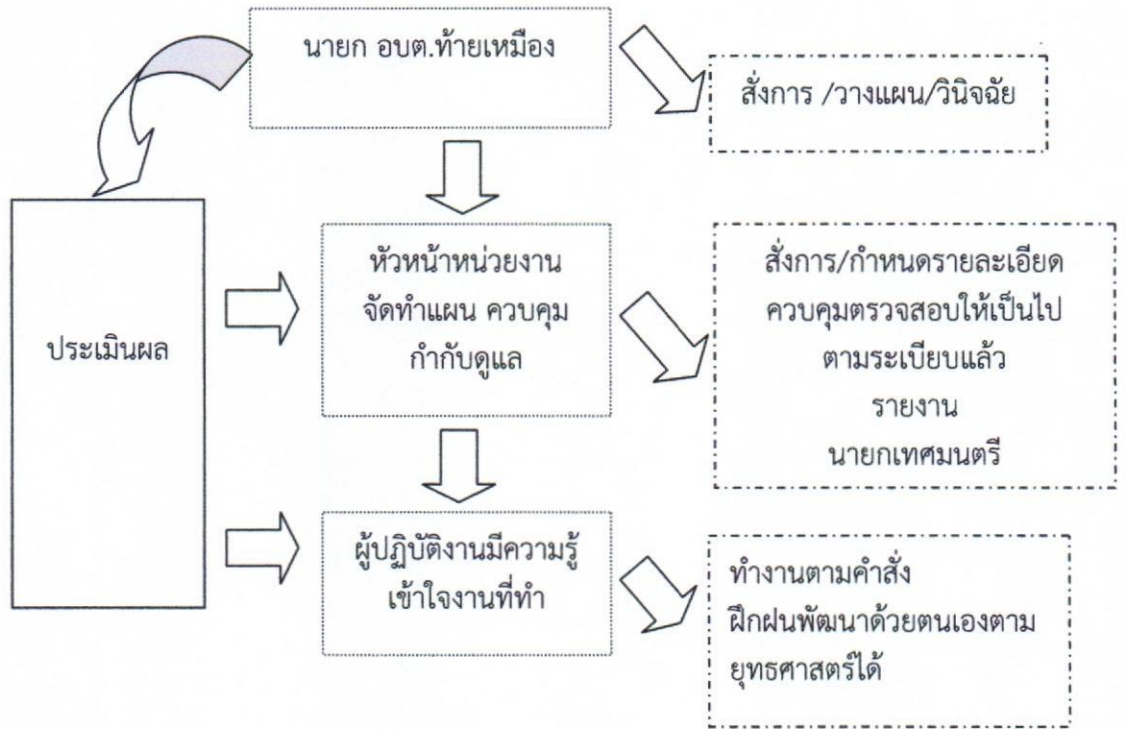 นายก อบต.ท้ายเหมือง
สั่งการ /วางแผน/วินิจฉัย
หัวหน้าหน่วยงาน
จัดทำแผน ควบคุม
กำกับดูแล
สั่งการ/กำหนดรายละเอียด
ควบคุมตรวจสอบให้เป็นไป
ตามระเบียบแล้ว
รายงาน
นายกเทศมนตรี
ประเมินผล
ผู้ปฏิบัติงานมีความรู้
เข้าใจงานที่ทำ
ทำงานตามคำสั่ง
ฝึกฝนพัฒนาด้วยตนเองตาม
ยุทธศาสตร์ได้